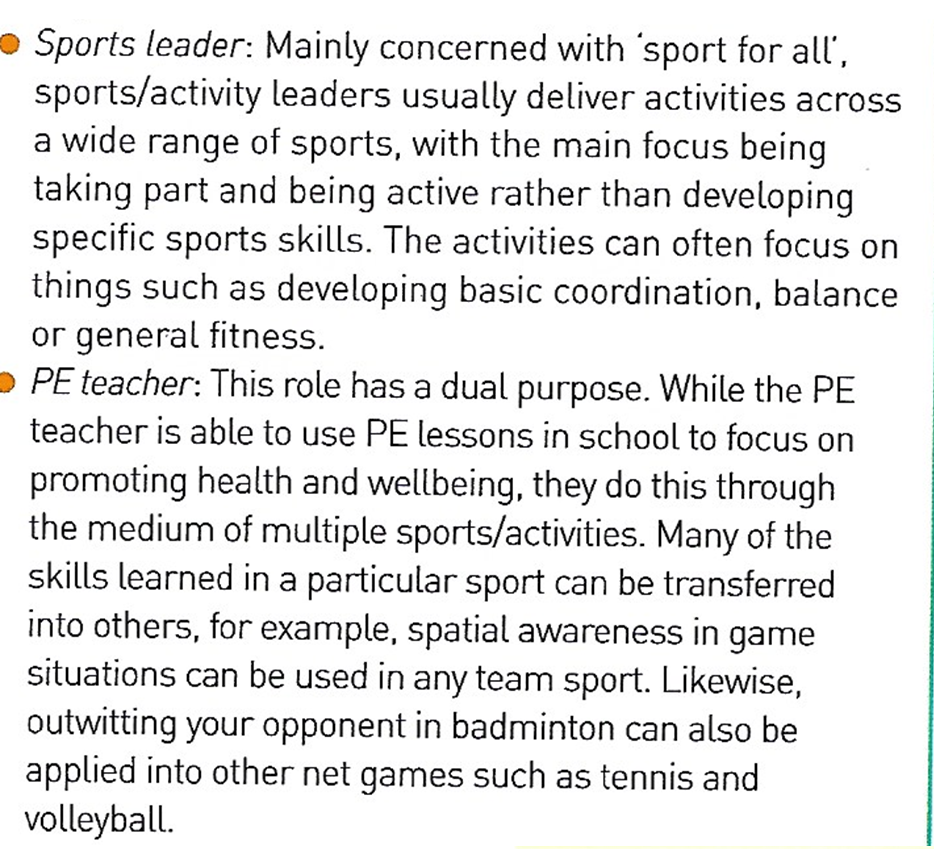 ● Sports leader: Mainly concerned with ‘sport for all’,
sports/activity leaders usually deliver activities across
a wide range of sports, with the main focus being
taking part and being active rather than developing
specific sports skills. The activities can often focus on
things such as developing basic coordination, balance
or general fitness.
● PE teacher: This role has a dual purpose. While the PE
teacher is able to use PE lessons in school to focus on
promoting health and wellbeing, they do this through
the medium of multiple sports/activities. Many of the
skills learned in a particular sport can be transferred
into others, for example, spatial awareness in game
situations can be used in any team sport. Likewise,
outwitting your opponent in badminton can also be
applied into other net games such as tennis and
volleyball.